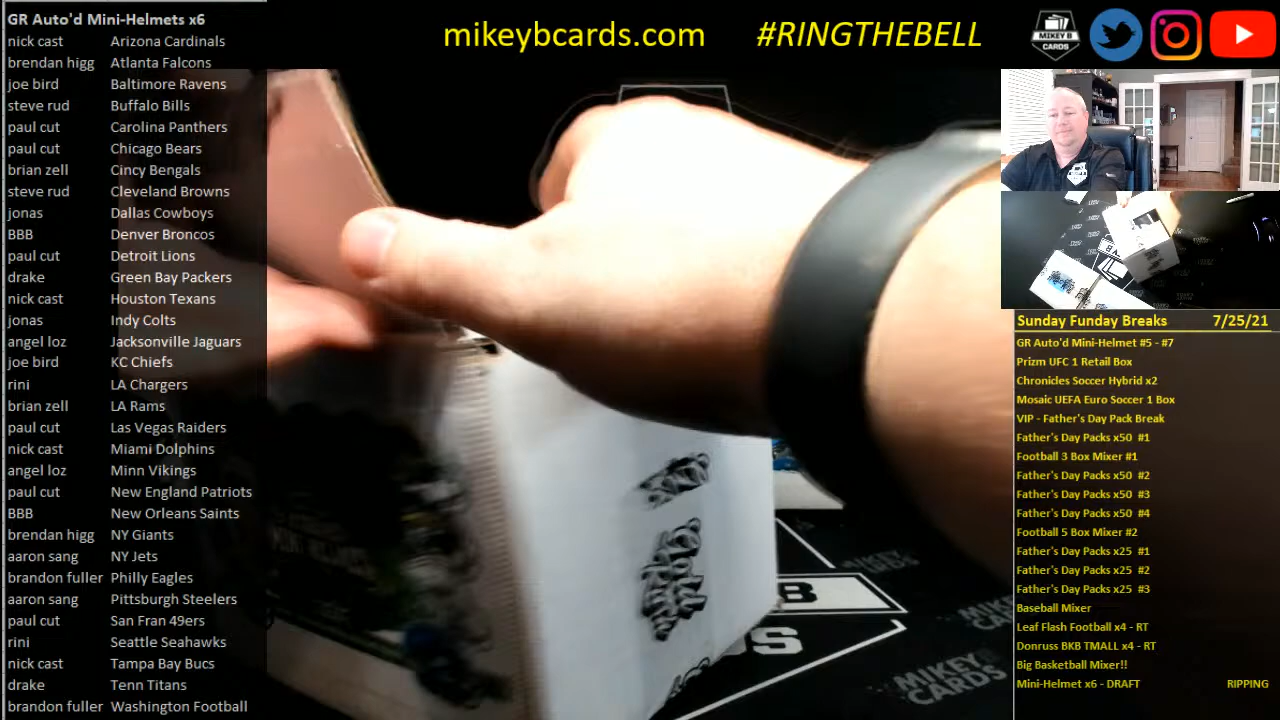 GR Auto'd Mini-Helmets x6
nick cast Arizona Cardinals
brendan higg Atlanta Falcons
joe bird Baltimore Ravens
steve rud Buffalo Bills
paul cut Carolina Panthers
paul cut Chicago Bears
brian zell Cincy Bengals
steve rud Cleveland Browns
jonas Dallas Cowboys
BBB Denver Broncos
paul cut Detroit Lions
drake Green Bay Packers
nick cast Houston Texans
jonas Indy Colts
angel loz Jacksonville Jaguars
joe bird KC Chiefs
rini LA Chargers
brian zell LA Rams
paul cut Las Vegas Raiders
nick cast Miami Dolphins
angel loz Minn Vikings
paul cut New England Patriots
BBB New Orleans Saints
brendan higg NY Giants
aaron sang NY Jets
brandon fuller Philly Eagles
aaron sang Pittsburgh Steelers
paul cut San Fran 49ers
rini Seattle Seahawks
nick cast Tampa Bay Bucs
drake Tenn Titans
brandon fuller Washington Football
mikeybcards.com #RINGTHEBELL
MIKEY B
CARDS
Sunday Funday Breaks 7/25/21
GR Auto'd Mini-Helmet #5 - #7
Prizm UFC 1 Retail Box
Chronicles Soccer Hybrid x2
Mosaic UEFA Euro Soccer 1 Box
VIP - Father's Day Pack Break
Father's Day Packs x50 #1
Football 3 Box Mixer #1
Father's Day Packs x50 #2
Father's Day Packs x50 #3
Father's Day Packs x50 #4
Football 5 Box Mixer #2
Father's Day Packs x25 #1
Father's Day Packs x25 #2
Father's Day Packs x25 #3
Baseball Mixer
Leaf Flash Football x4 - RT
Donruss BKB TMALL x4 - RT
Big Basketball Mixer!!
Mini-Helmet x6 - DRAFT RIPPING
MIKEY
CARDS